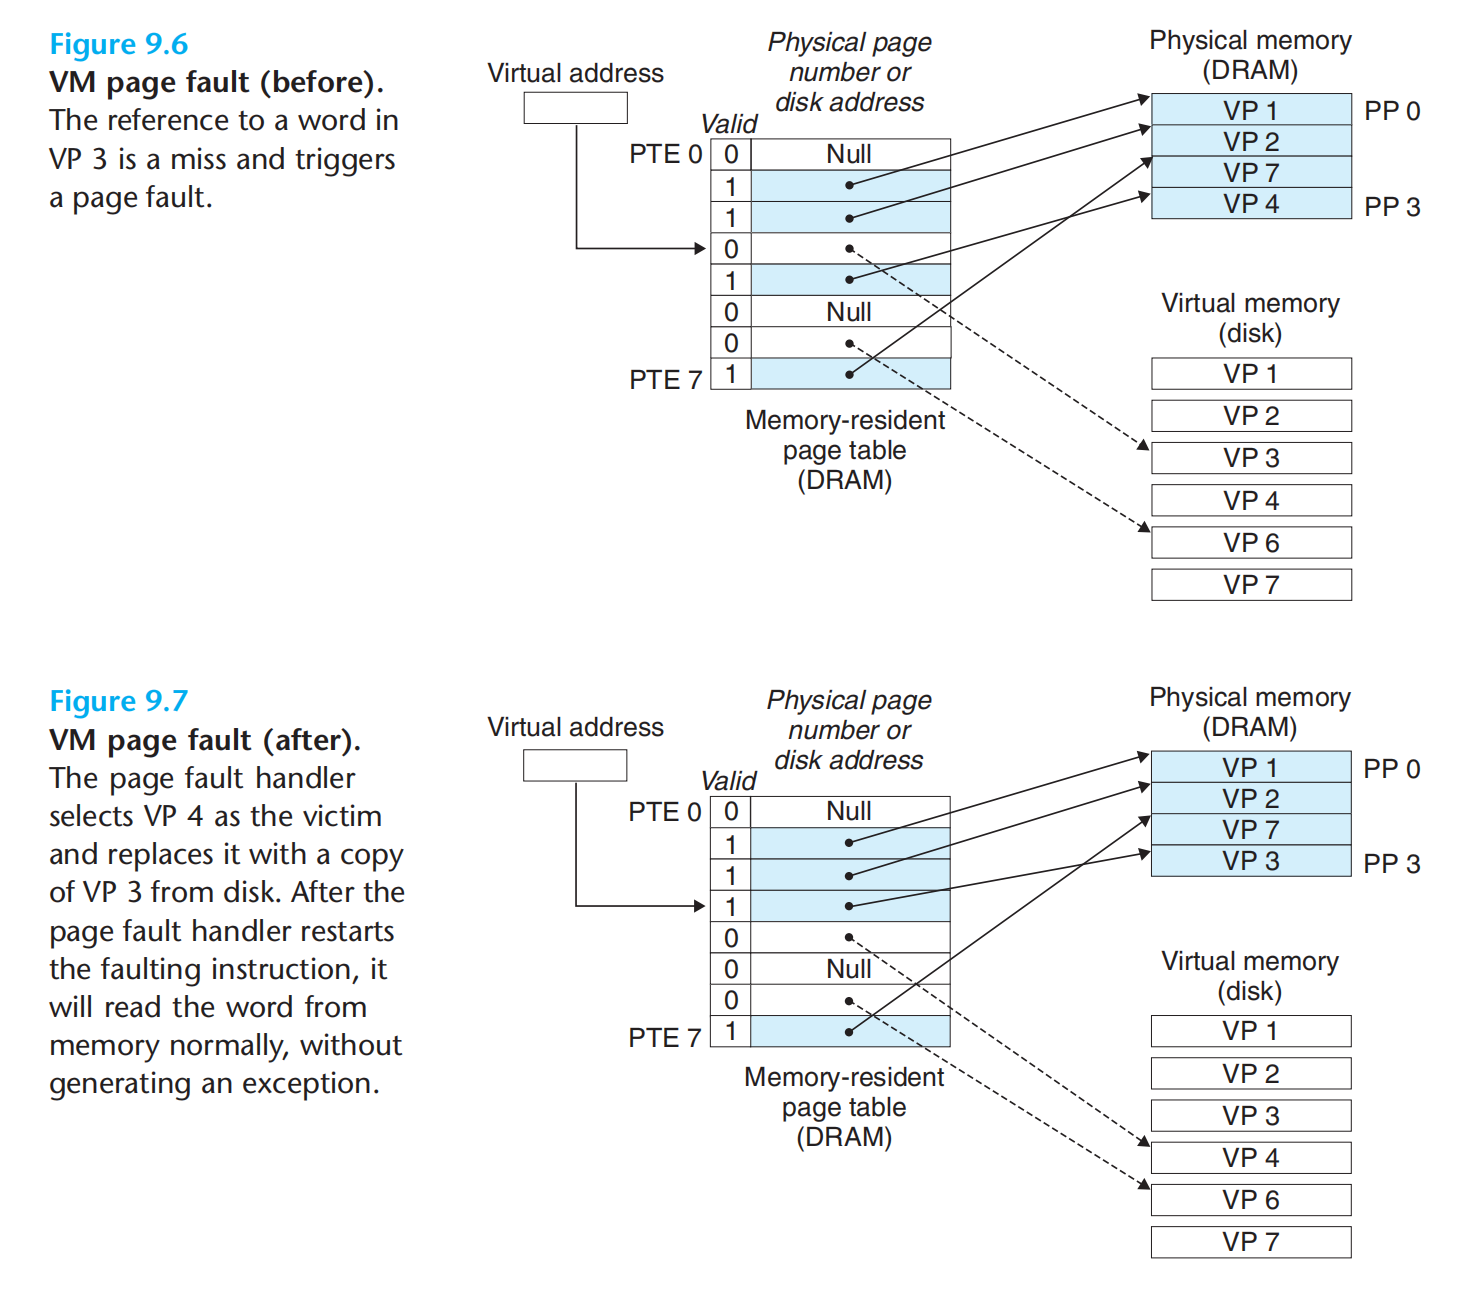 Figure 9.6
VM page fault (before).
The reference to a word in
VP 3 is a miss and triggers
a page fault.
Virtual address
Physical page
number or
disk address
Valid
PTE 0 0 Null
1
1
0
1
0 Null
0
PTE 7 1
Memory-resident
page table
(DRAM)
Physical memory
(DRAM)
VP 1 PP 0
VP 2
VP 7
VP 4 PP 3
Virtual memory
(disk)
VP 1
VP 2
VP 3
VP 4
VP 6
VP 7
Figure 9.7
VM page fault (after).
The page fault handler
selects VP 4 as the victim
and replaces it with a copy
of VP 3 from disk. After the
page fault handler restarts
the faulting instruction, it
will read the word from
memory normally, without
generating an exception.
Virtual address
Physical page
number or
disk address
Valid
PTE 0 0 Null
1
1
1
0
0 Null
0
PTE 7 1
Memory-resident
page table
(DRAM)
Physical memory
(DRAM)
VP 1 PP 0
VP 2
VP 7
VP 3 PP 3
Virtual memory
(disk)
VP 1
VP 2
VP 3
VP 4
VP 6
VP 7